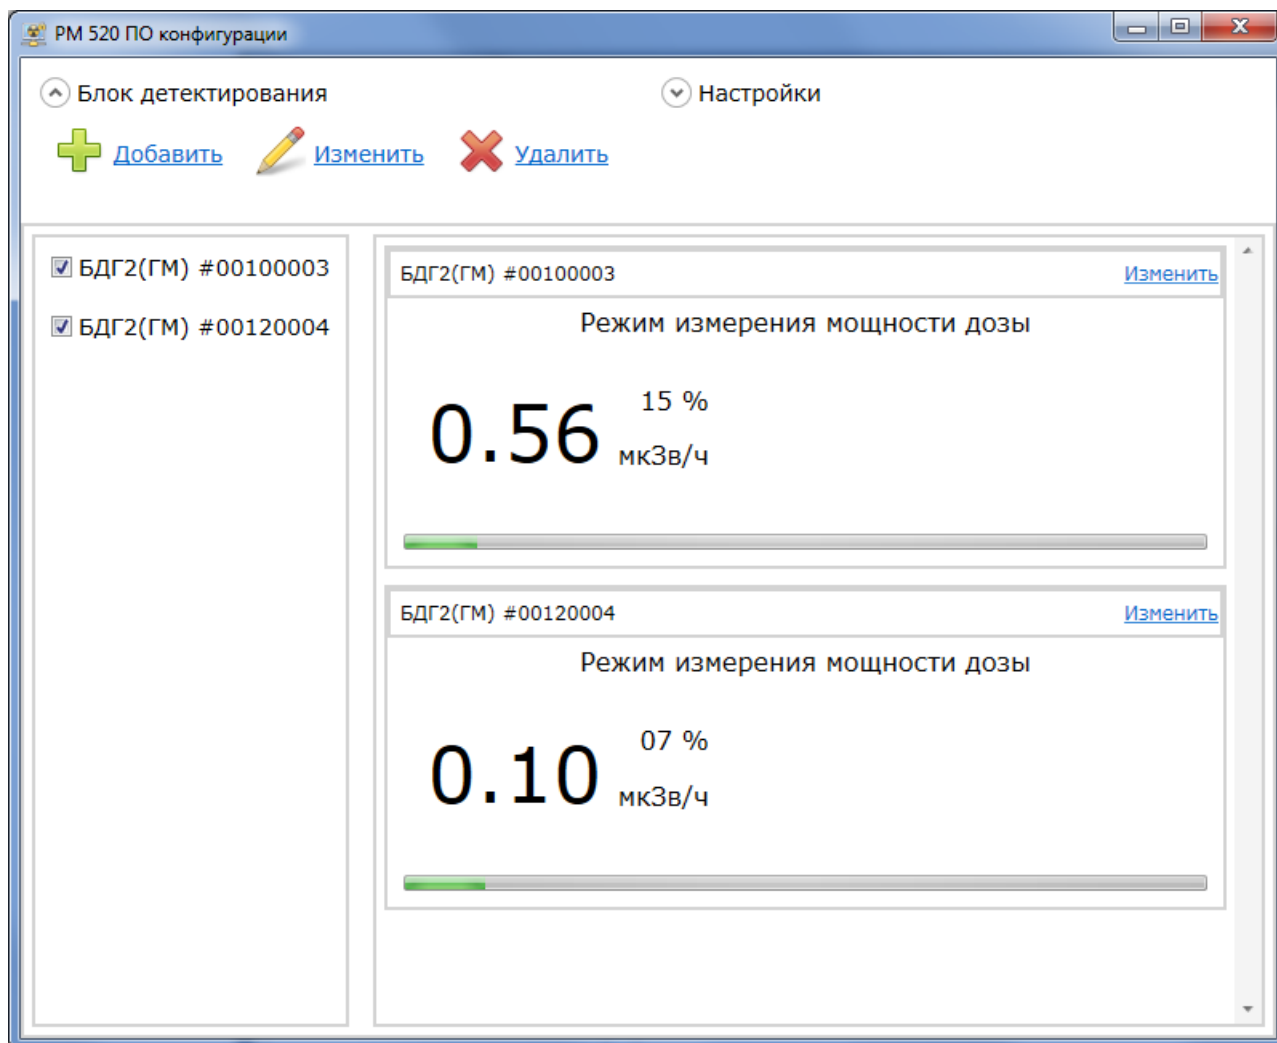 РМ 520 ПО конфигурации
Блок детектирования
Настройки
Добавить
Изменить
Удалить
БДГ2(ГМ) #00100003
БДГ2(ГМ) #00120004
БДГ2(ГМ) #00100003
Изменить
Режим измерения мощности дозы
15 %
0.56
мкЗв/ч
БДГ2(ГМ) #00120004
Изменить
Режим измерения мощности дозы
07 %
0.10
мкЗв/ч